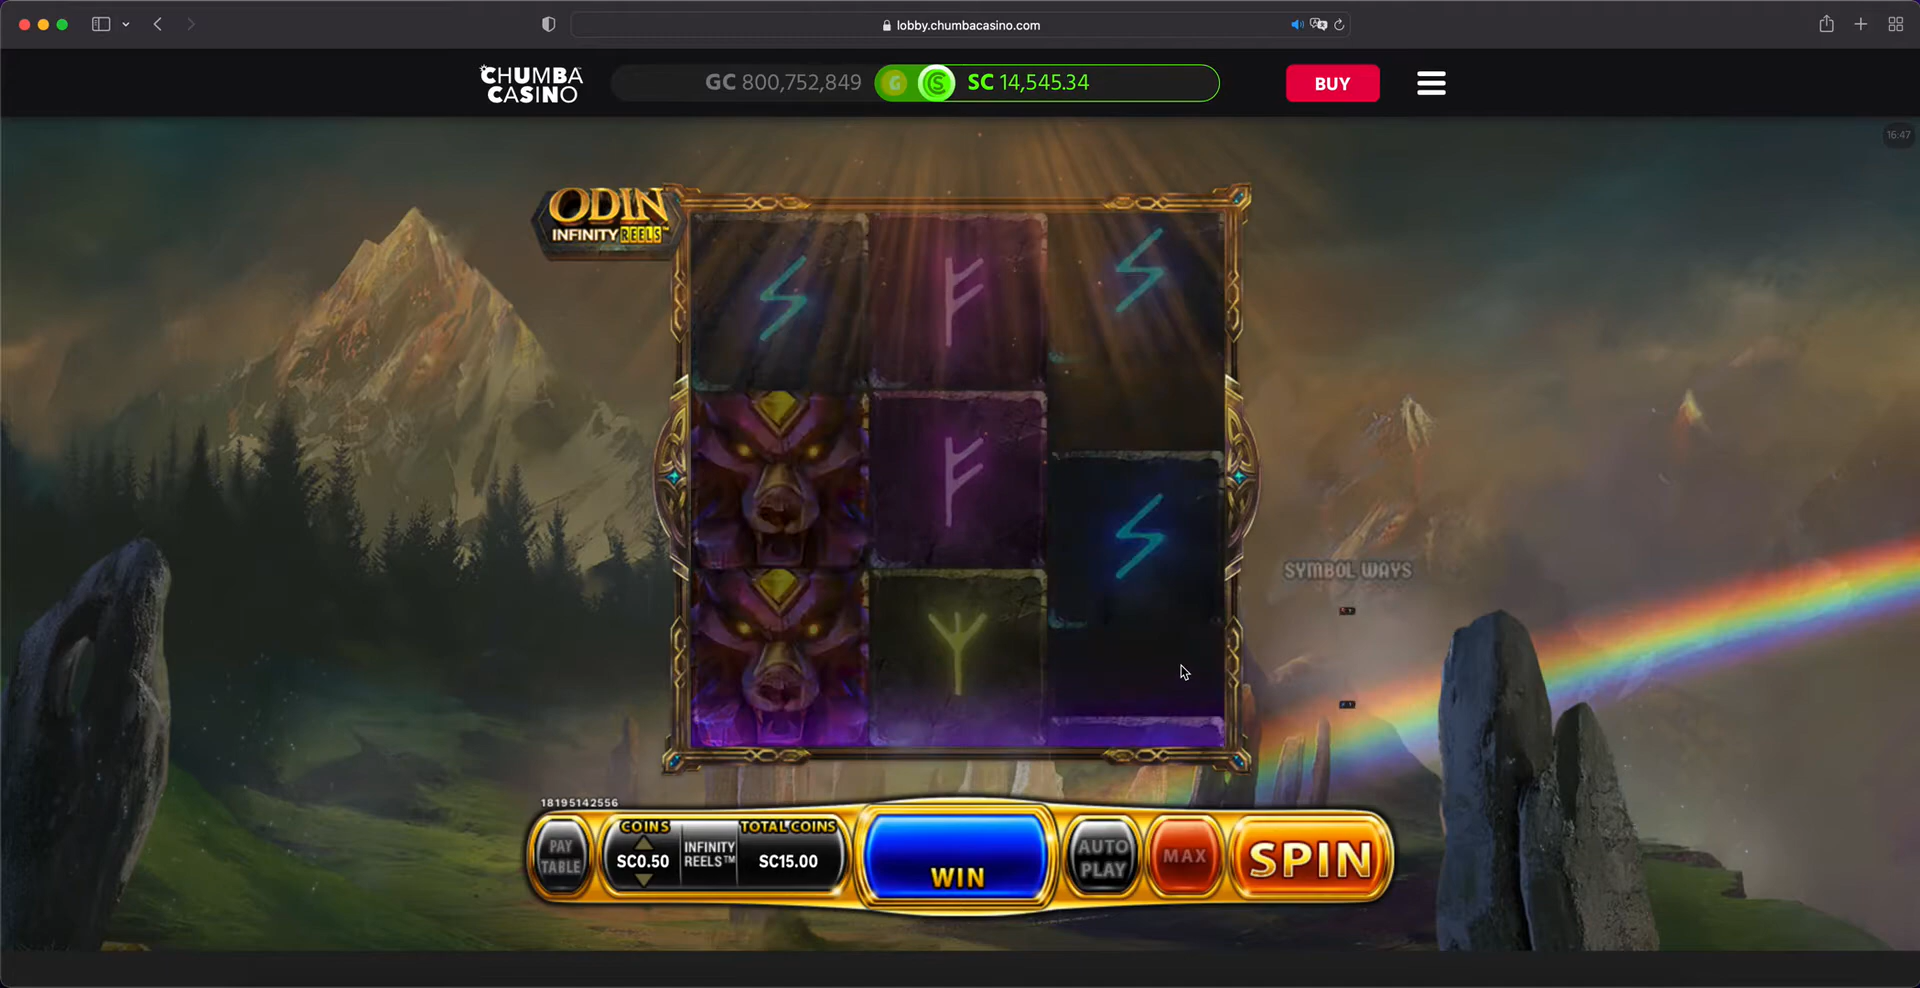 lobby.chumbacasino.com
CHUMBA
CASINO
GC 800,752,849
G
S
SC 14,545.34
BUY
16:47
ODIN
INFINITY REELS™
SYMBOL WAYS
18195142556
PAY
TABLE
COINS
SC0.50
INFINITY
REELS™
TOTAL COINS
SC15.00
WIN
AUTO
PLAY
MAX
SPIN